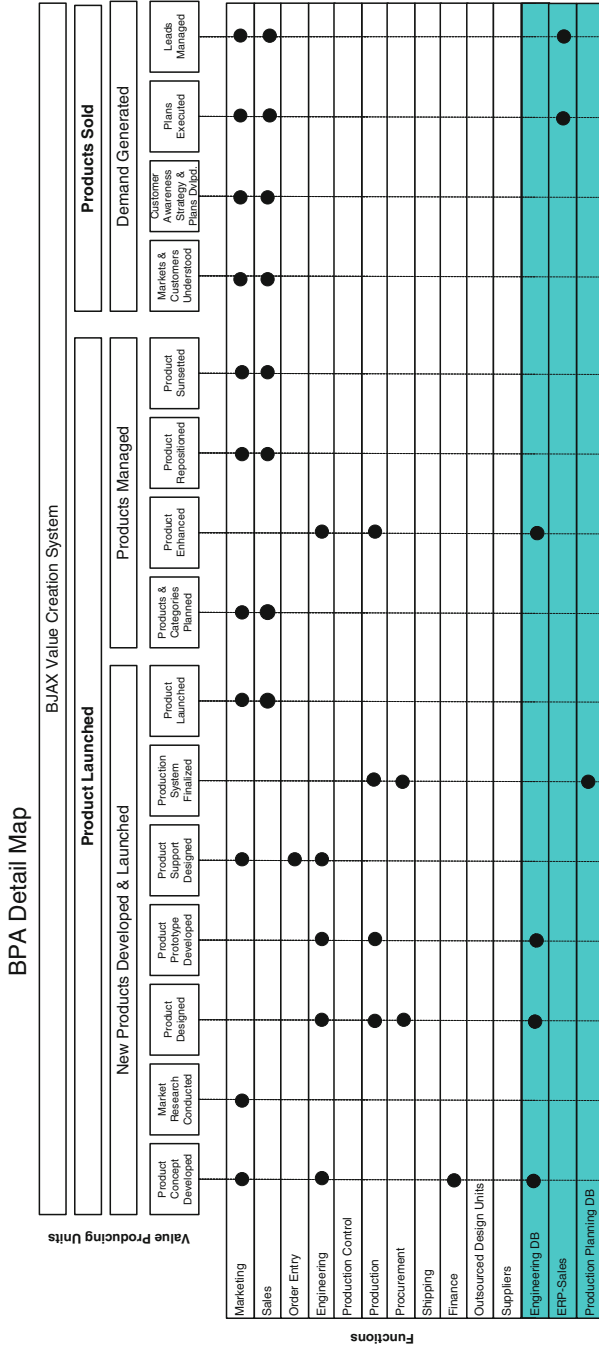 BPA Detail Map
BJAX Value Creation System
Product Launched
Products Sold
New Products Developed & Launched
Products Managed
Demand Generated
Value Producing Units
Product
Concept
Developed
Market
Research
Conducted
Product
Designed
Product
Prototype
Developed
Product
Support
Designed
Production
System
Finalized
Product
Launched
Products &
Categories
Planned
Product
Enhanced
Product
Repositioned
Product
Sunsetted
Markets &
Customers
Understood
Customer
Awareness
Strategy &
Plans Dvlpd.
Plans
Executed
Leads
Managed
Functions
Marketing
Sales
Order Entry
Engineering
Production Control
Production
Procurement
Shipping
Finance
Outsourced Design Units
Suppliers
Engineering DB
ERP-Sales
Production Planning DB